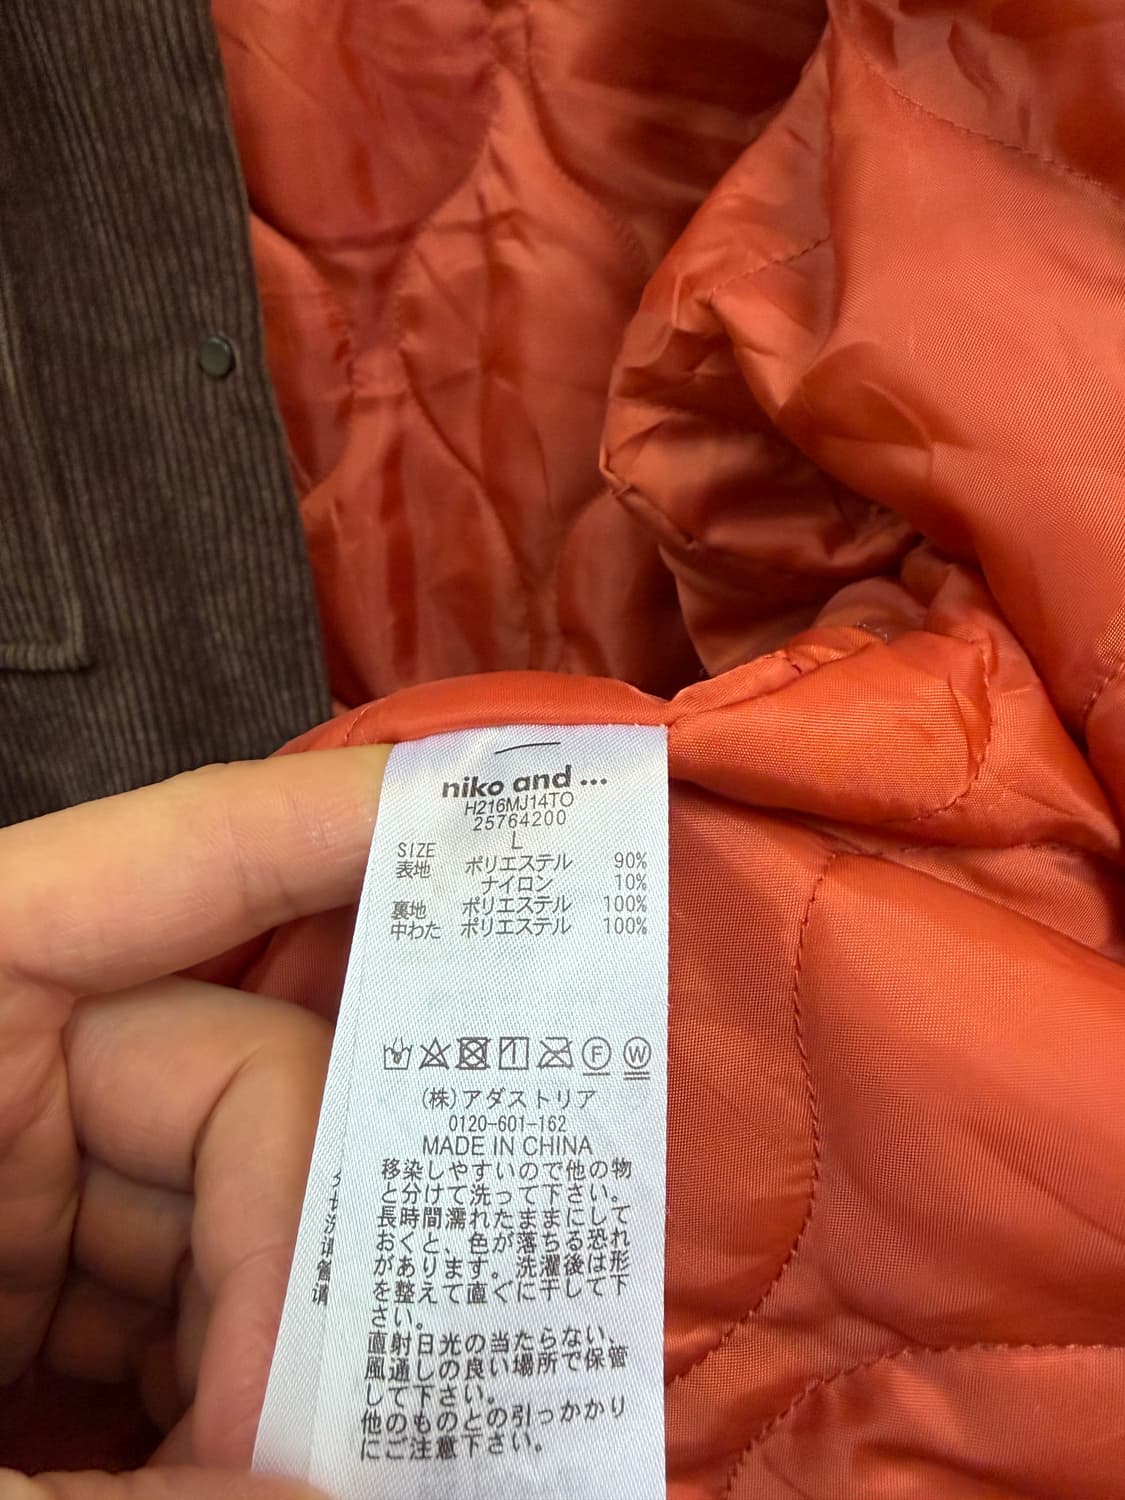 niko and ...
H216MJ14TO
25764200
SIZE L
表地 ポリエステル 90%
ナイロン 10%
裏地 ポリエステル 100%
中わた ポリエステル 100%
F W
(株)アダストリア
0120-601-162
MADE IN CHINA
移染しやすいので他の物
と分けて洗って下さい。
長時間濡れたままにして
おくと、色が落ちる恐れ
があります。洗濯後は形
を整えて直ぐに干して下
さい。
直射日光の当たらない、
風通しの良い場所で保管
して下さい。
他のものとの引っかかり
にご注意下さい。